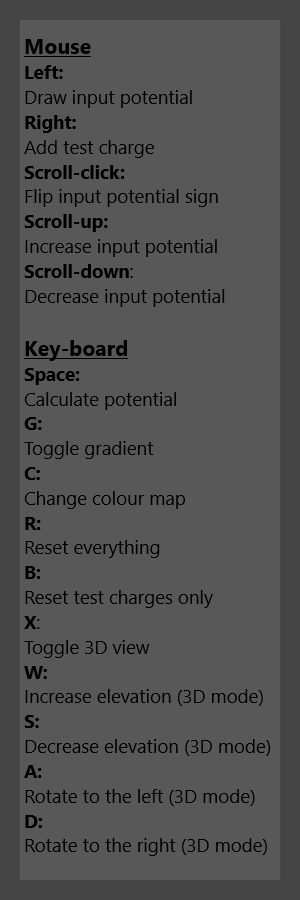 Mouse
Left:
Draw input potential
Right:
Add test charge
Scroll-click:
Flip input potential sign
Scroll-up:
Increase input potential
Scroll-down:
Decrease input potential
Key-board
Space:
Calculate potential
G:
Toggle gradient
C:
Change colour map
R:
Reset everything
B:
Reset test charges only
X:
Toggle 3D view
W:
Increase elevation (3D mode)
S:
Decrease elevation (3D mode)
A:
Rotate to the left (3D mode)
D:
Rotate to the right (3D mode)